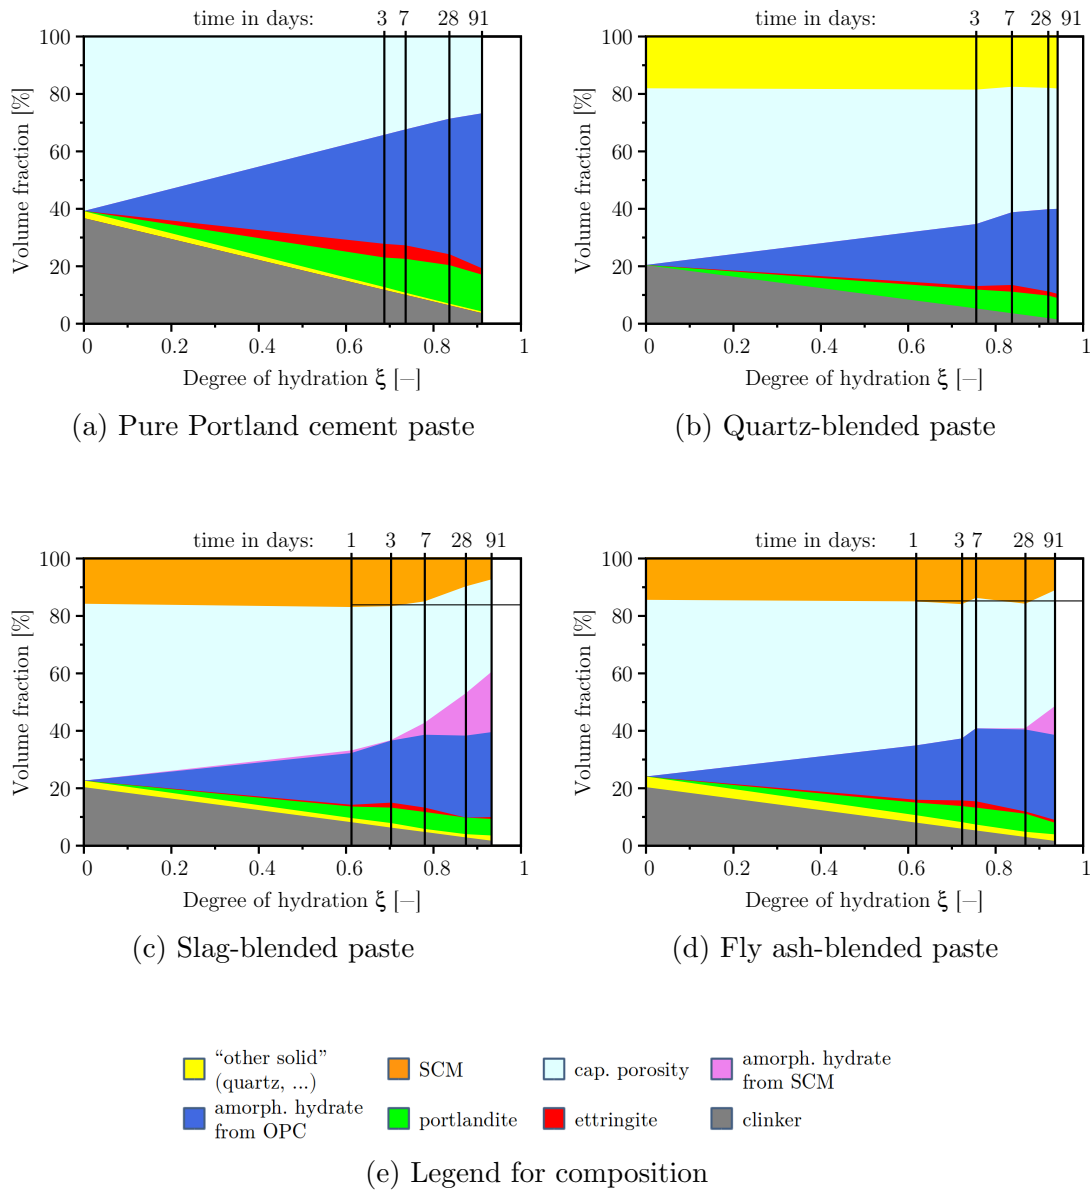 time in days: 3 7 28 91
100
80
60
40
20
0
Volume fraction [%]
0 0.2 0.4 0.6 0.8 1
Degree of hydration ξ [–]
(a) Pure Portland cement paste
time in days: 3 7 28 91
100
80
60
40
20
0
Volume fraction [%]
0 0.2 0.4 0.6 0.8 1
Degree of hydration ξ [–]
(b) Quartz-blended paste
time in days: 1 3 7 28 91
100
80
60
40
20
0
Volume fraction [%]
0 0.2 0.4 0.6 0.8 1
Degree of hydration ξ [–]
(c) Slag-blended paste
time in days: 1 3 7 28 91
100
80
60
40
20
0
Volume fraction [%]
0 0.2 0.4 0.6 0.8 1
Degree of hydration ξ [–]
(d) Fly ash-blended paste
“other solid”
(quartz, ...)
SCM
cap. porosity
amorph. hydrate
from SCM
amorph. hydrate
from OPC
portlandite
ettringite
clinker
(e) Legend for composition